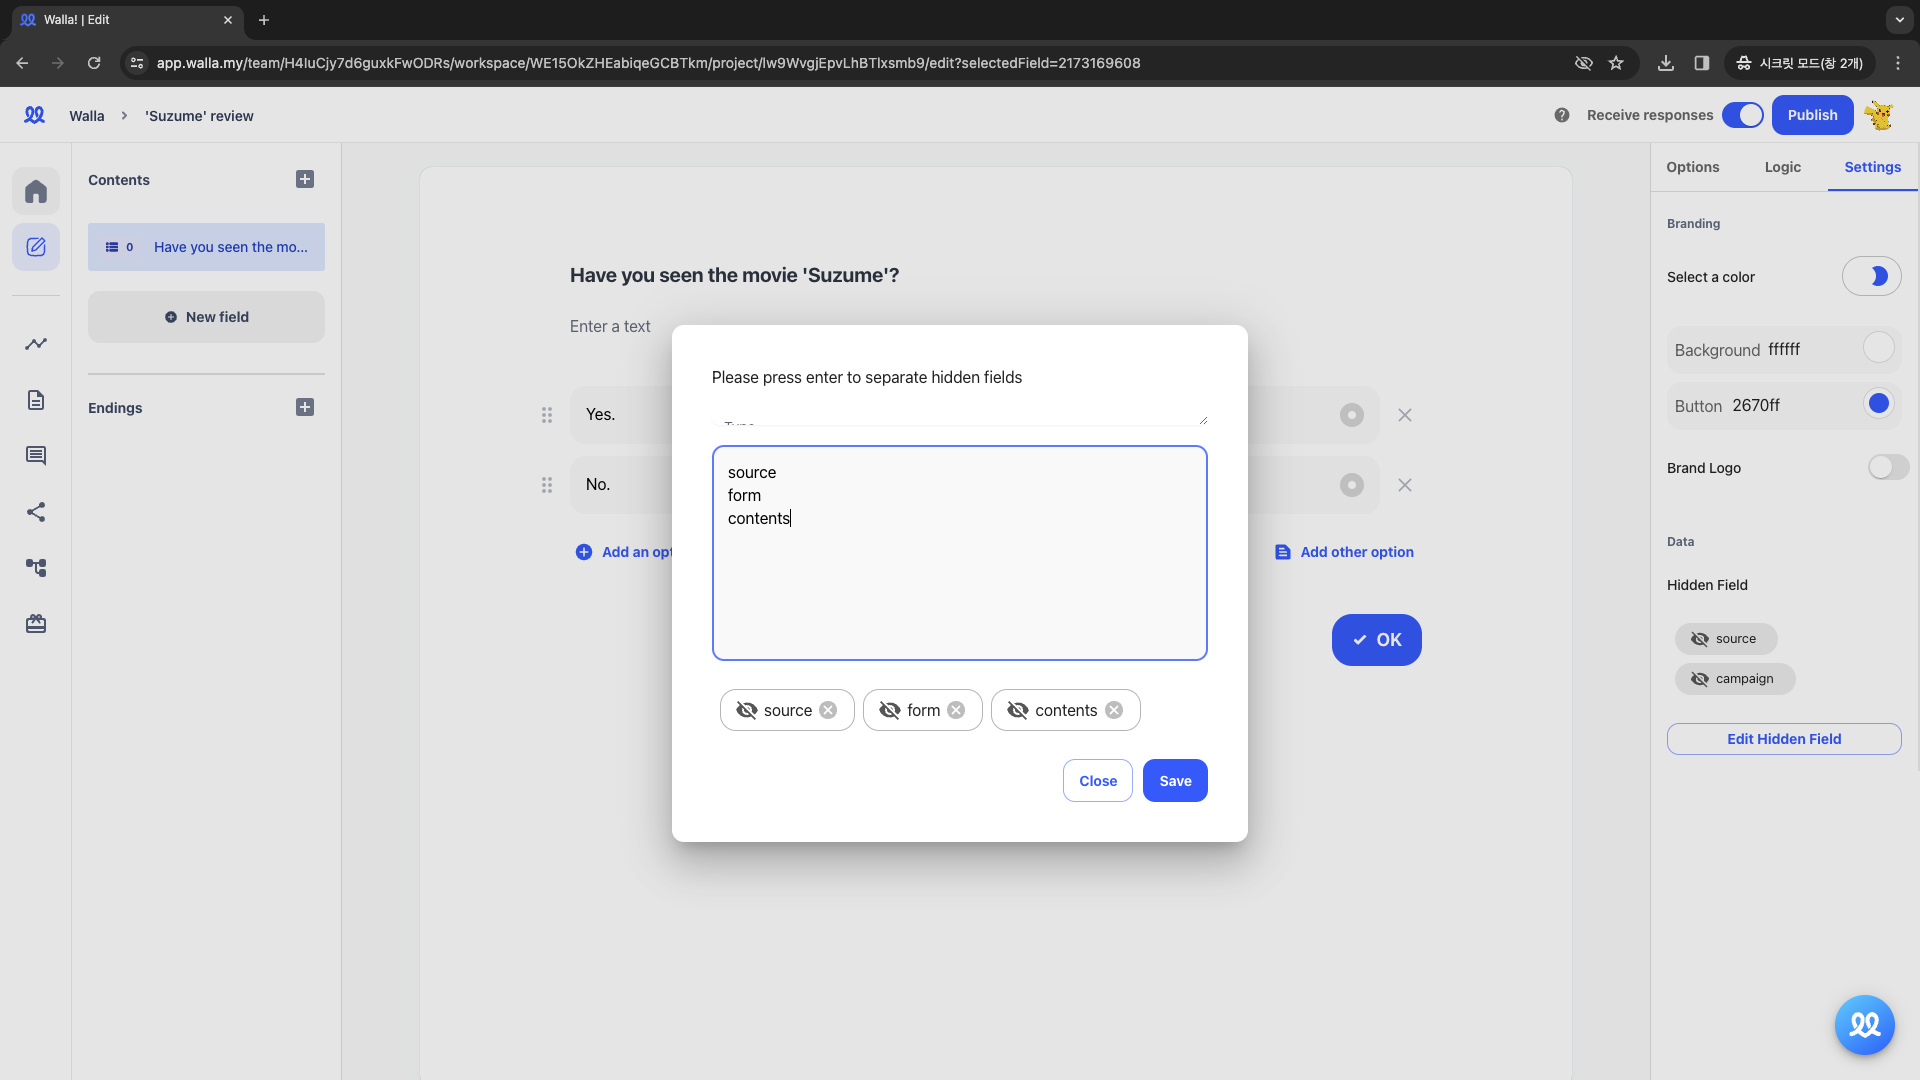 Walla! | Edit
app.walla.my/team/H4IuCjy7d6guxkFwODRs/workspace/WE15OkZHEabiqeGCBTkm/project/lw9WvgjEpvLhBTlxsmb9/edit?selectedField=2173169608
시크릿 모드(창 2개)
Walla
'Suzume' review
Receive responses
Publish
Contents
0 Have you seen the mo...
New field
Endings
Have you seen the movie 'Suzume'?
Enter a text
Yes.
No.
Add an opt
Add other option
OK
Please press enter to separate hidden fields
source
form
contents
source
form
contents
Close
Save
Options
Logic
Settings
Branding
Select a color
Background ffffff
Button 2670ff
Brand Logo
Data
Hidden Field
source
campaign
Edit Hidden Field